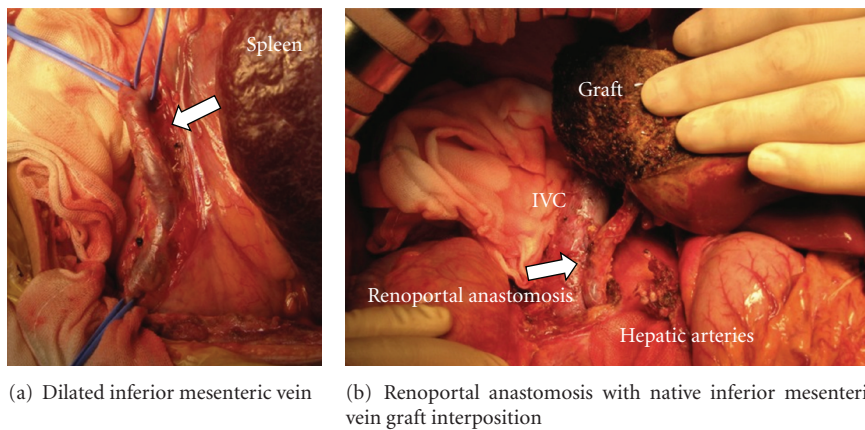 Spleen
Graft
IVC
Renoportal anastomosis
Hepatic arteries
(a) Dilated inferior mesenteric vein
(b) Renoportal anastomosis with native inferior mesenteri
vein graft interposition